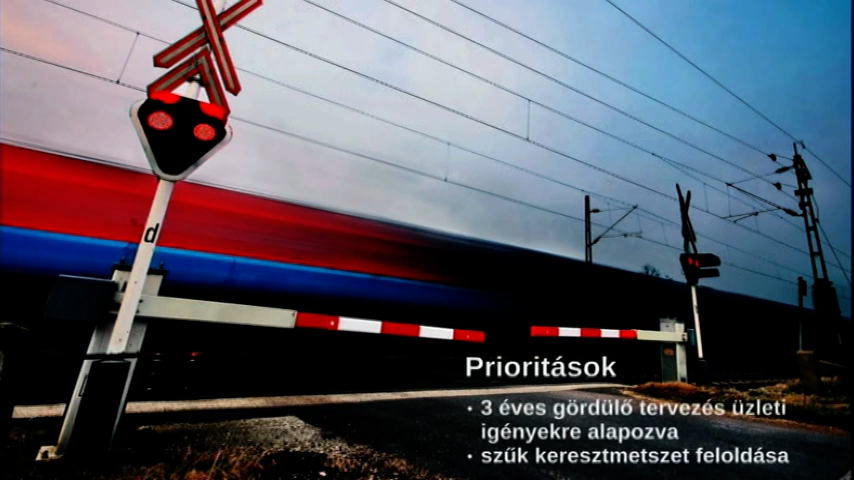 d
Prioritások
• 3 éves gördülő tervezés üzleti
igényekre alapozva
• szűk keresztmetszet feloldása